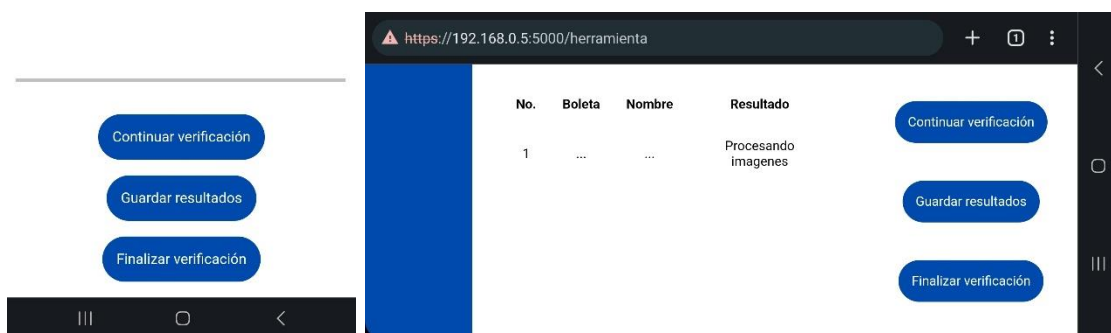 Continuar verificación
Guardar resultados
Finalizar verificación
https://192.168.0.5:5000/herramienta
1
No. Boleta Nombre Resultado
1 ... ... Procesando
imagenes
Continuar verificación
Guardar resultados
Finalizar verificación